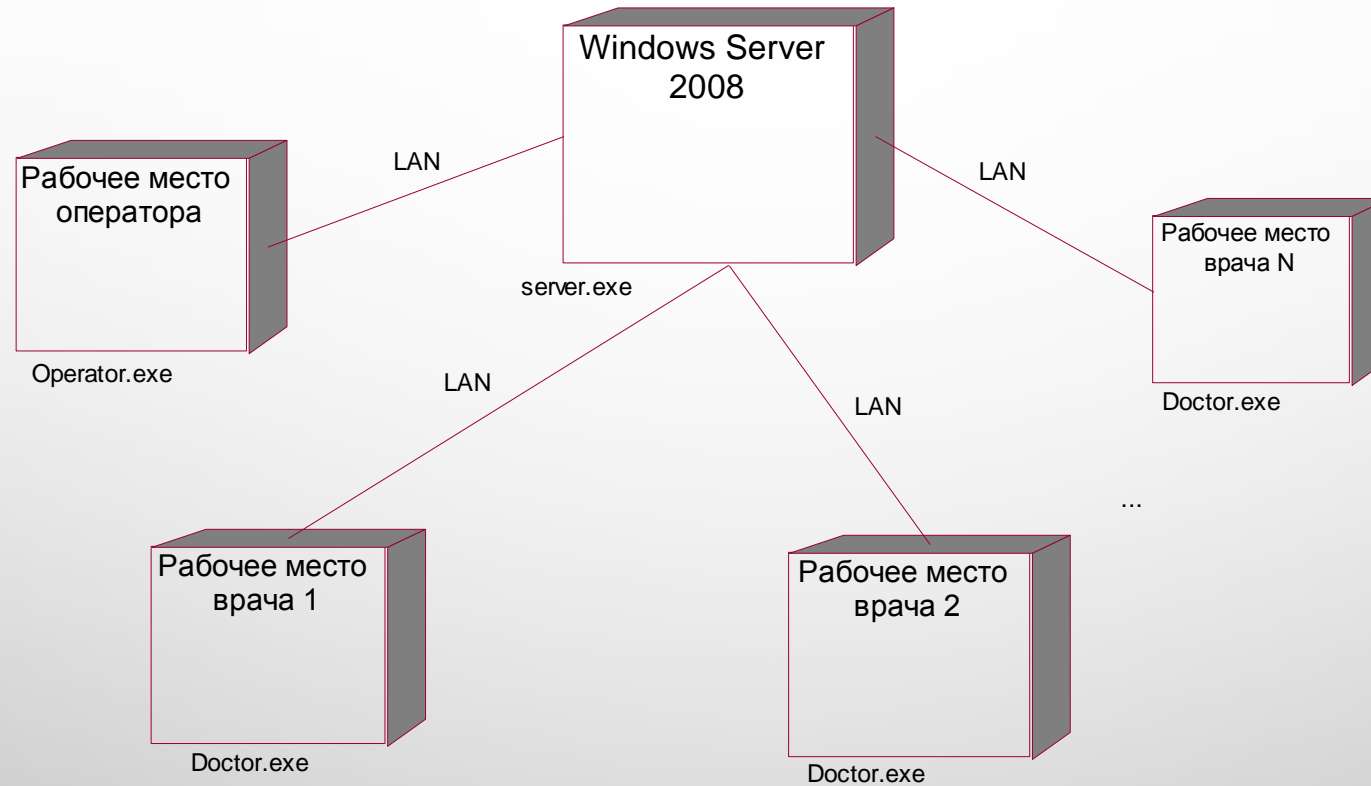 Windows Server
2008
LAN
LAN
Рабочее место
оператора
Рабочее место
врача N
server.exe
Operator.exe
LAN
LAN
Doctor.exe
...
Рабочее место
врача 1
Рабочее место
врача 2
Doctor.exe
Doctor.exe